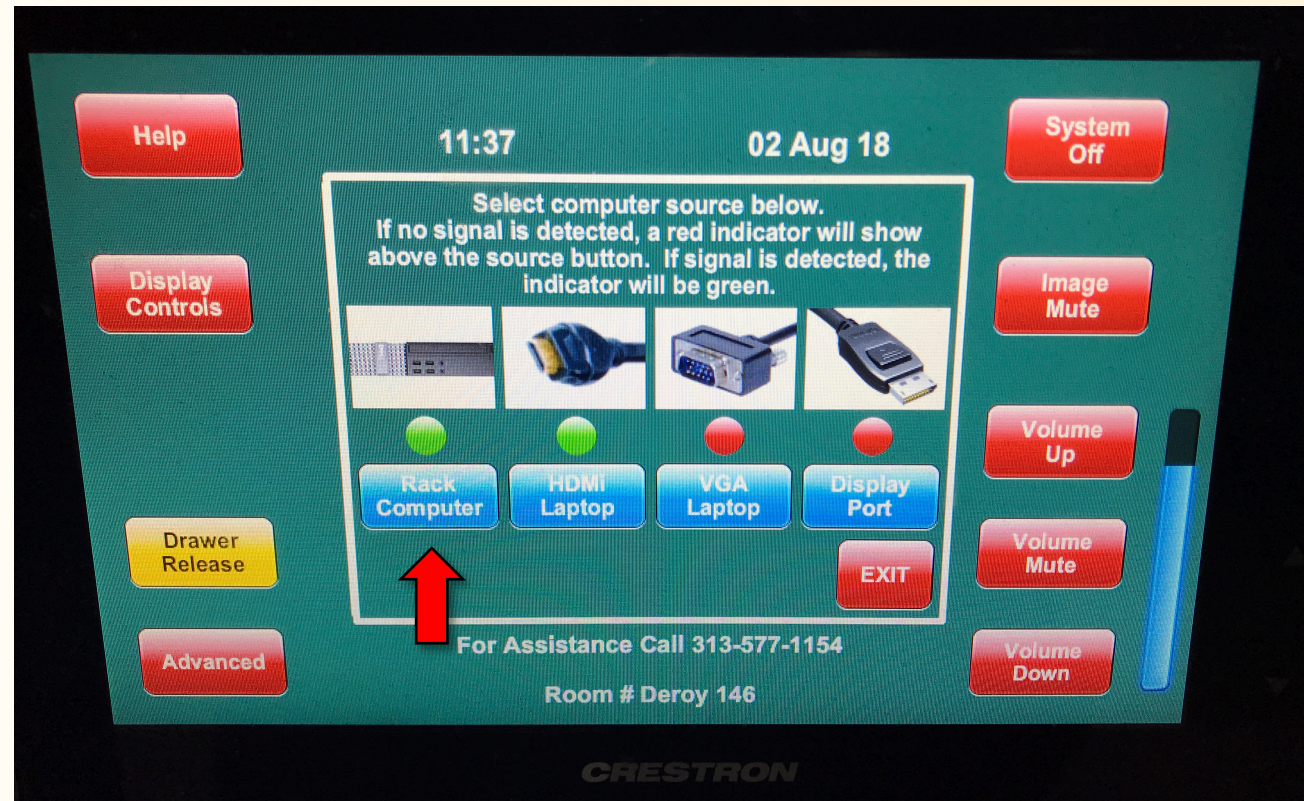 Help
11:37
02 Aug 18
System
Off
Select computer source below.
If no signal is detected, a red indicator will show
above the source button. If signal is detected, the
indicator will be green.
Display
Controls
Image
Mute
Rack
Computer
HDMI
Laptop
VGA
Laptop
Display
Port
Volume
Up
Drawer
Release
EXIT
Volume
Mute
Advanced
For Assistance Call 313-577-1154
Volume
Down
Room # Deroy 146
CRESTRON